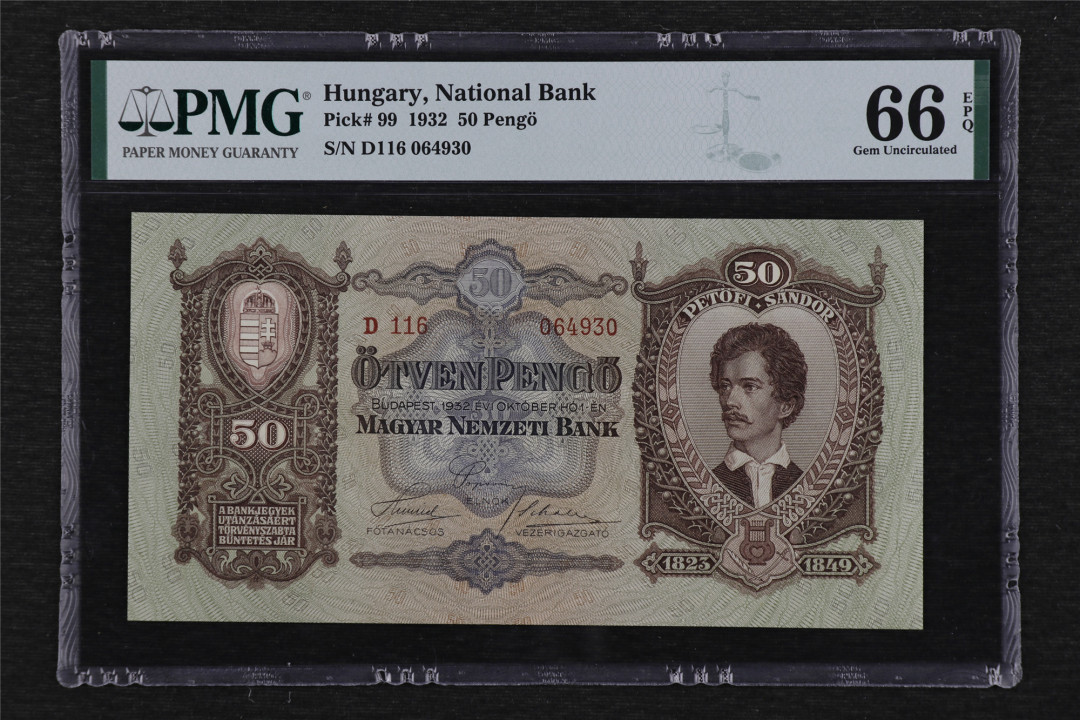 PMG®
PAPER MONEY GUARANTY
Hungary, National Bank
Pick# 99 1932 50 Pengö
S/N D116 064930
66
EPQ
Gem Uncirculated
50
50
PETŐFI · SÁNDOR
D 116 064930
ÖTVEN PENGŐ
BUDAPEST, 1932. ÉVI OKTÓBER HÓ 1-ÉN
MAGYAR NEMZETI BANK
50
ELNÖK
FŐTANÁCSOS
VEZÉRIGAZGATÓ
A BANKJEGYEK
UTÁNZÁSÁÉRT
TÖRVÉNYSZABTA
BÜNTETÉS JÁR
1823 1849